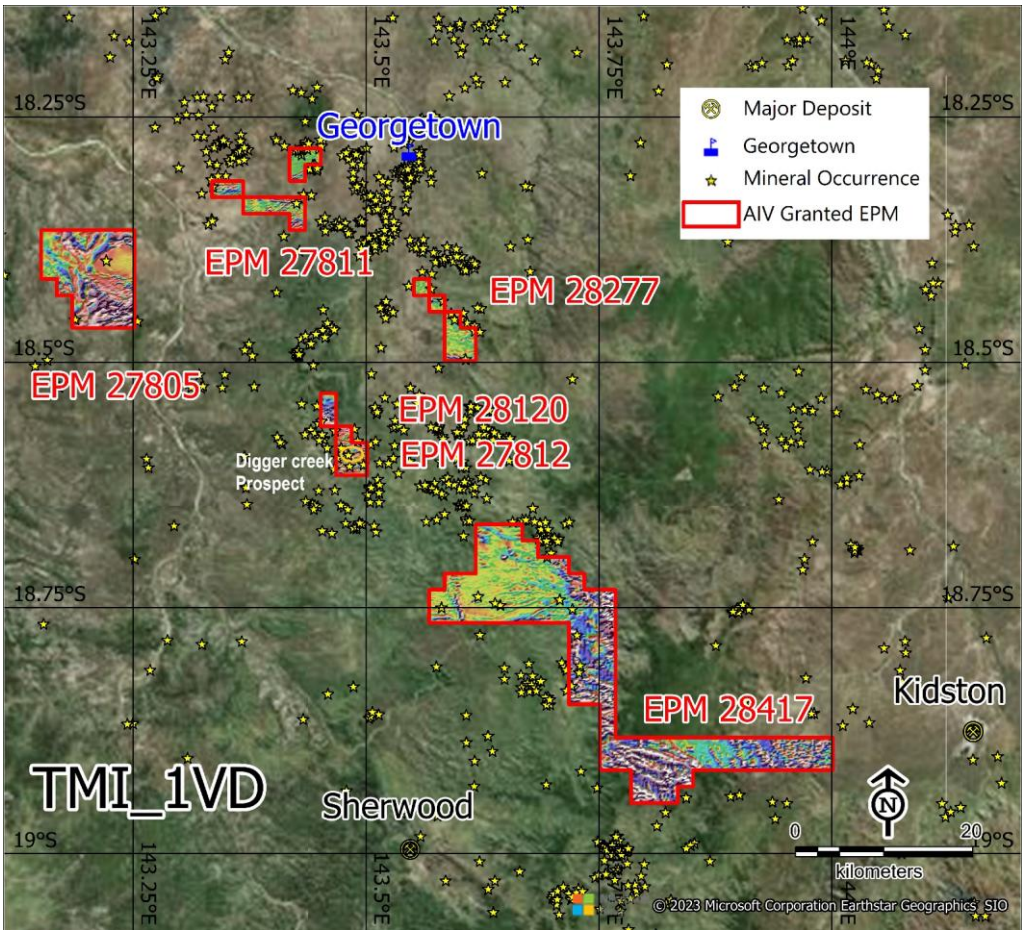 143.25°E
143.5°E
143.75°E
144°E
18.25°S
18.25°S
Georgetown
Major Deposit
Georgetown
Mineral Occurrence
AIV Granted EPM
EPM 27811
EPM 28277
18.5°S
18.5°S
EPM 27805
EPM 28120
EPM 27812
Digger creek
Prospect
18.75°S
18.75°S
Kidston
EPM 28417
TMI_1VD
Sherwood
N
0
20
19°S
19°S
kilometers
143.25°E
143.5°E
© 2023 Microsoft Corporation Earthstar Geographics SIO